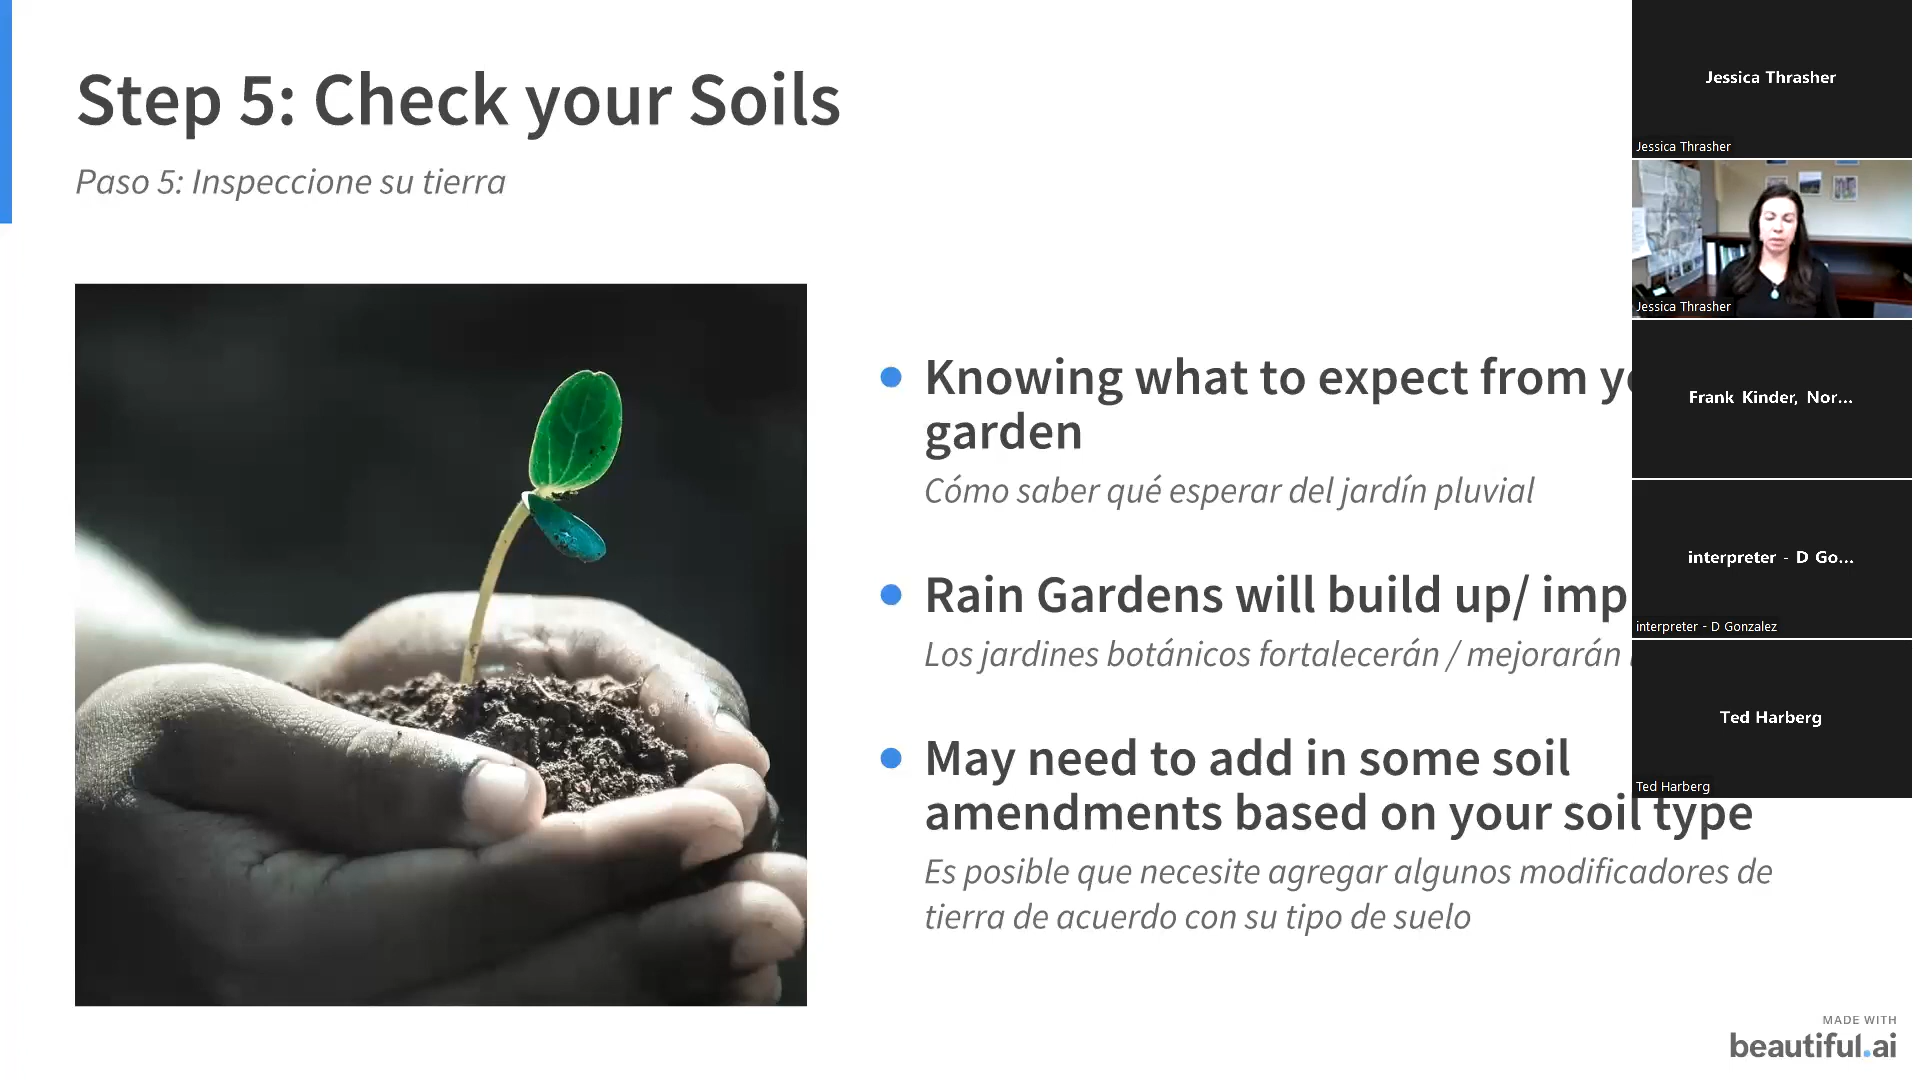 Step 5: Check your Soils
Paso 5: Inspeccione su tierra
Knowing what to expect from
garden
Cómo saber qué esperar del jardín pluvial
Rain Gardens will build up/
Los jardines botánicos fortalecerán / mejorarán
May need to add in some soil
amendments based on your soil type
Es posible que necesite agregar algunos modificadores de
tierra de acuerdo con su tipo de suelo
Jessica Thrasher
Jessica Thrasher
Jessica Thrasher
Frank Kinder, Nor...
interpreter - D Go...
interpreter - D Gonzalez
Ted Harberg
Ted Harberg
MADE WITH
beautiful.ai